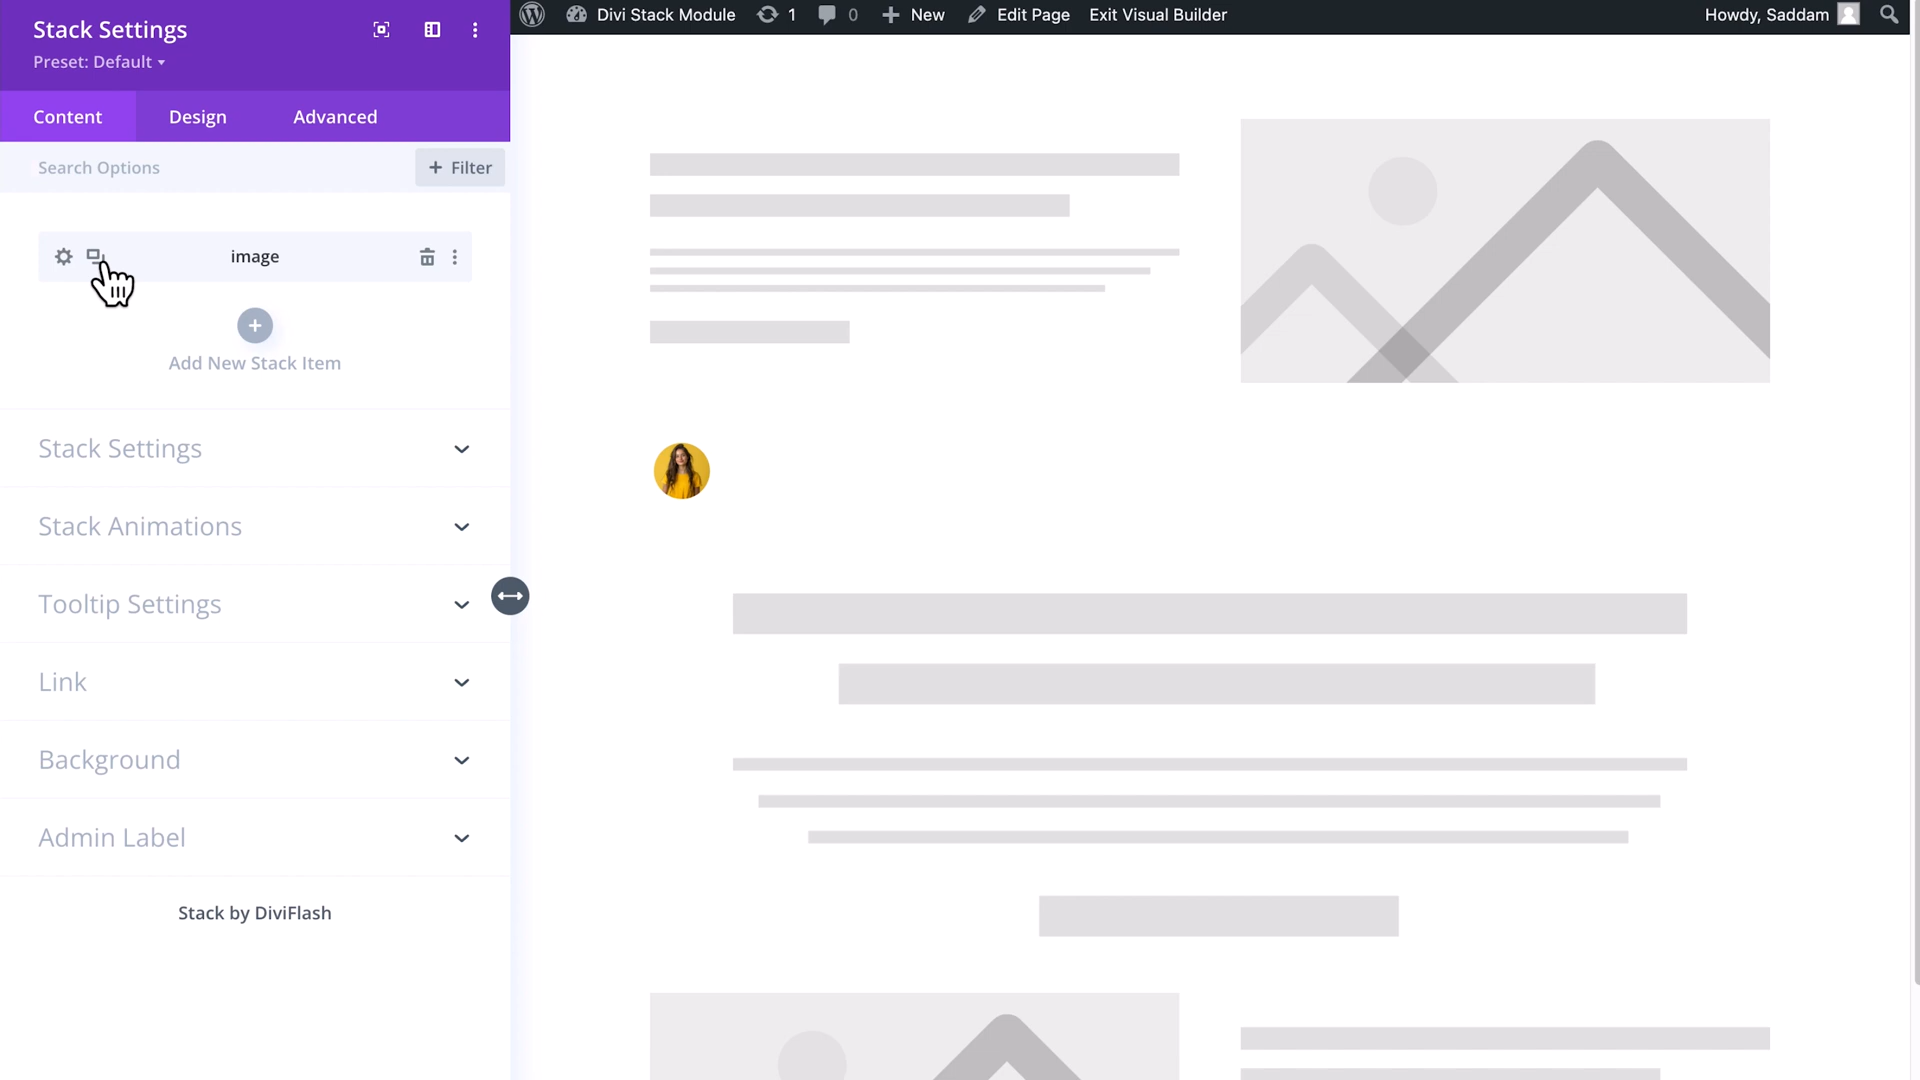 Stack Settings
Preset: Default
Content Design Advanced
Search Options
+ Filter
image
Add New Stack Item
Stack Settings
Stack Animations
Tooltip Settings
Link
Background
Admin Label
Stack by DiviFlash
Divi Stack Module 1 0 New Edit Page Exit Visual Builder Howdy, Saddam